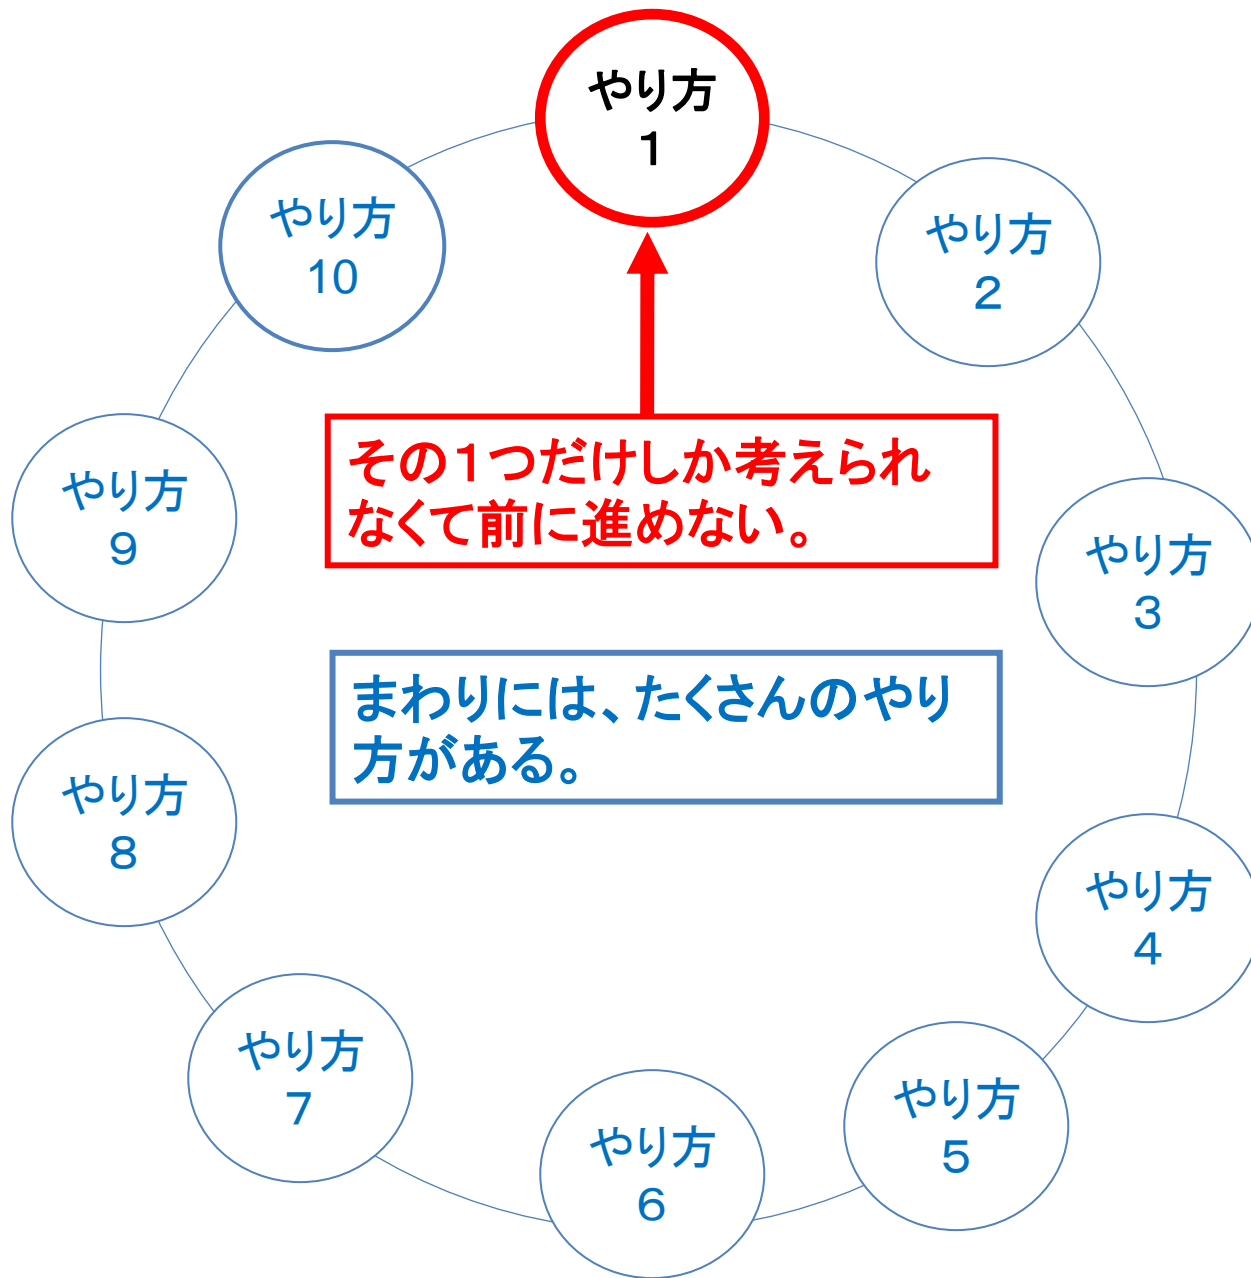 やり方
１
やり方
２
やり方
３
やり方
４
やり方
５
やり方
６
やり方
７
やり方
８
やり方
９
やり方
10
その１つだけしか考えられ
なくて前に進めない。
まわりには、たくさんのやり
方がある。